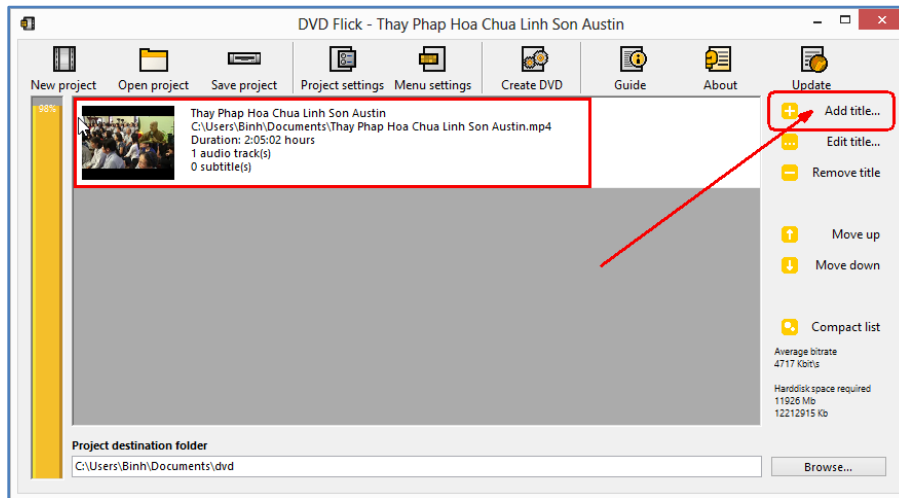 DVD Flick - Thay Phap Hoa Chua Linh Son Austin
New project Open project Save project Project settings Menu settings Create DVD Guide About Update
98%
Thay Phap Hoa Chua Linh Son Austin
C:\Users\Binh\Documents\Thay Phap Hoa Chua Linh Son Austin.mp4
Duration: 2:05:02 hours
1 audio track(s)
0 subtitle(s)
Add title...
Edit title...
Remove title
Move up
Move down
Compact list
Average bitrate
4717 Kbit\s
Harddisk space required
11926 Mb
12212915 Kb
Project destination folder
C:\Users\Binh\Documents\dvd
Browse...